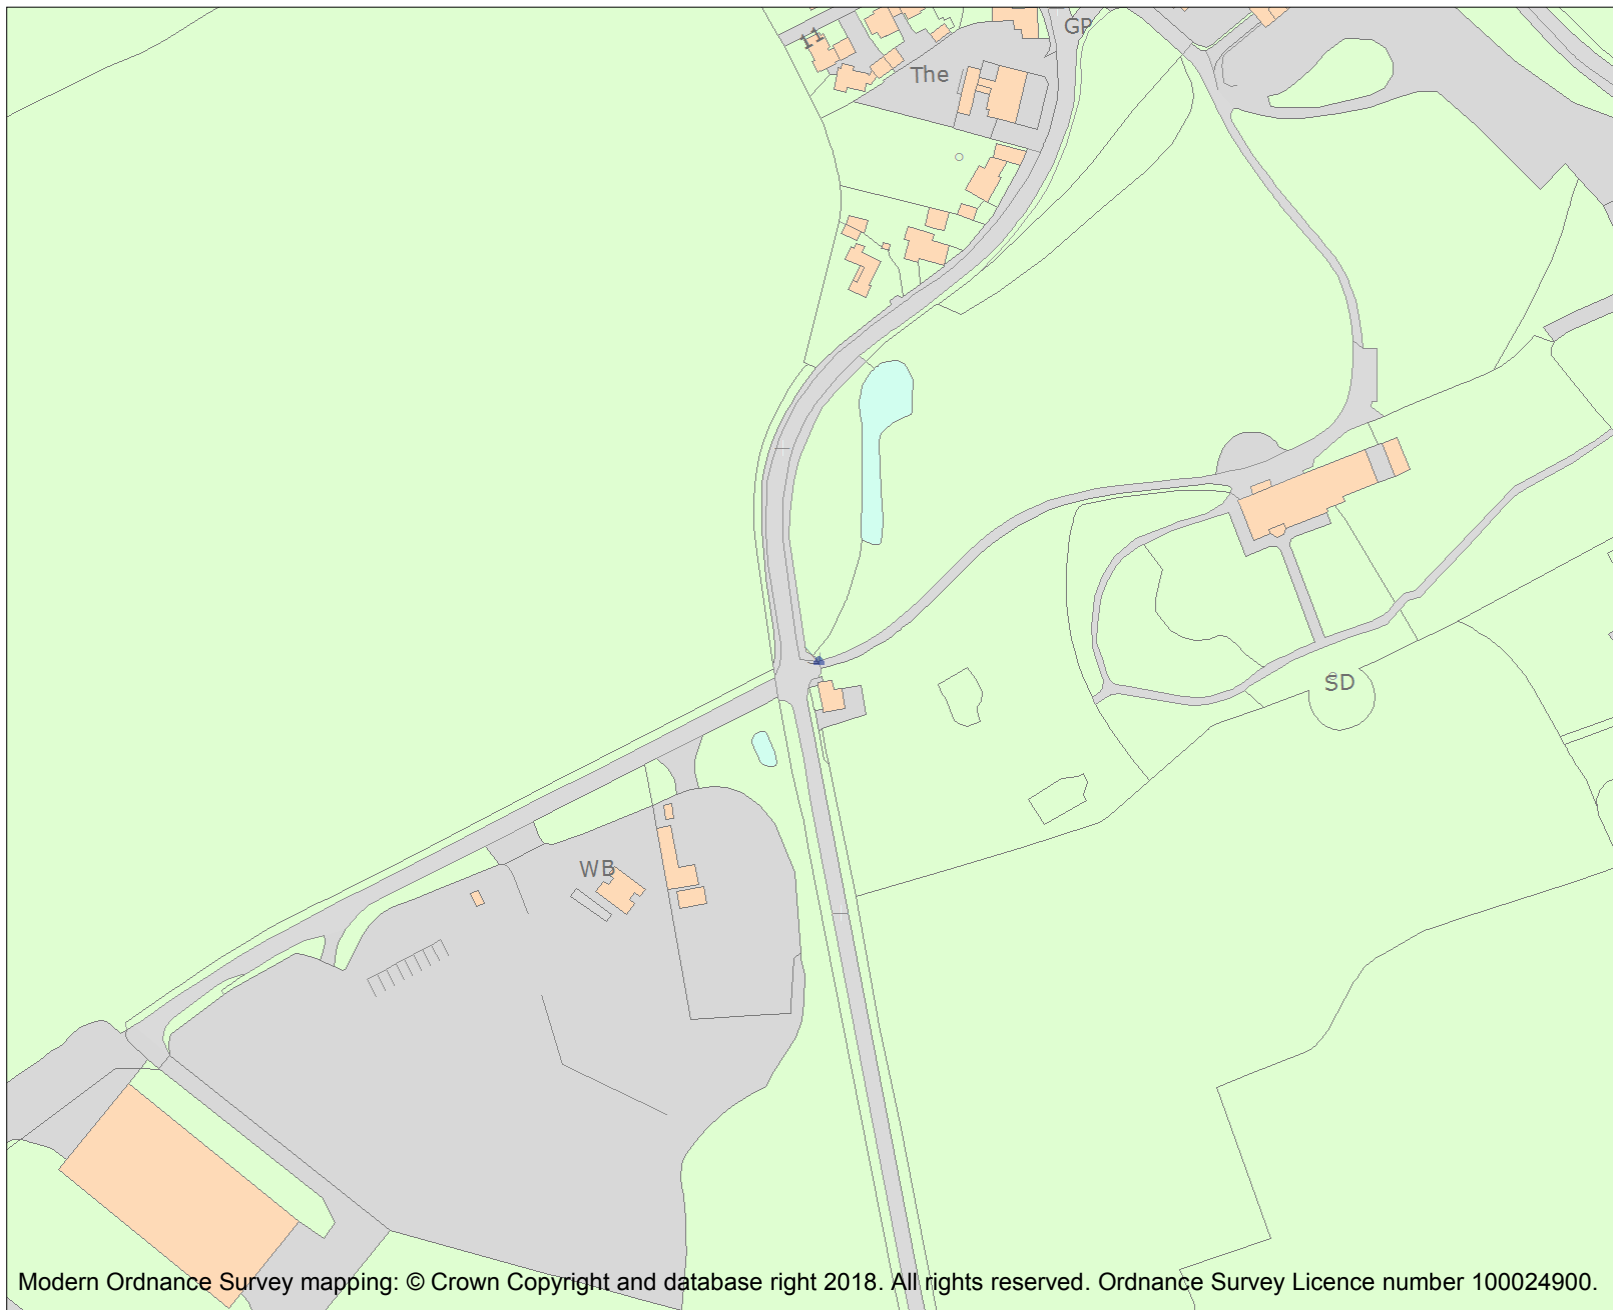 GP
11
The
SD
WB
Modern Ordnance Survey mapping: © Crown Copyright and database right 2018. All rights reserved. Ordnance Survey Licence number 100024900.